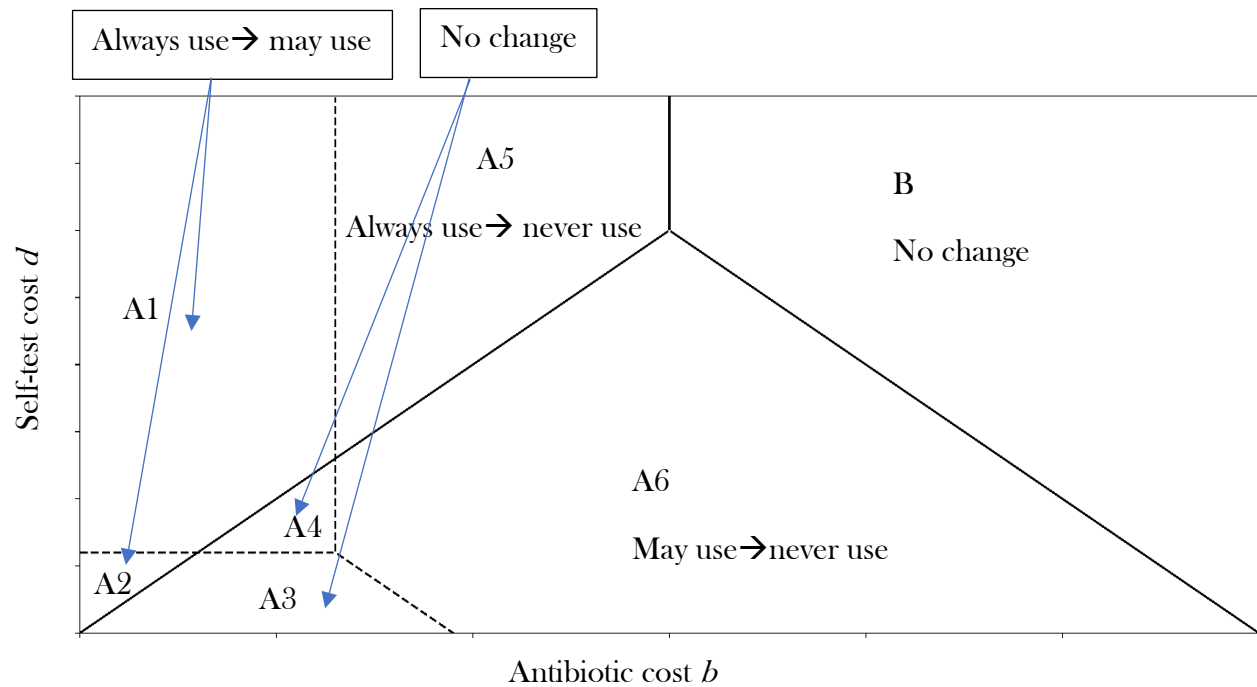 Always use→ may use
No change
A5
Always use→ never use
B
No change
A1
Self-test cost d
A6
May use→never use
A4
A2
A3
Antibiotic cost b